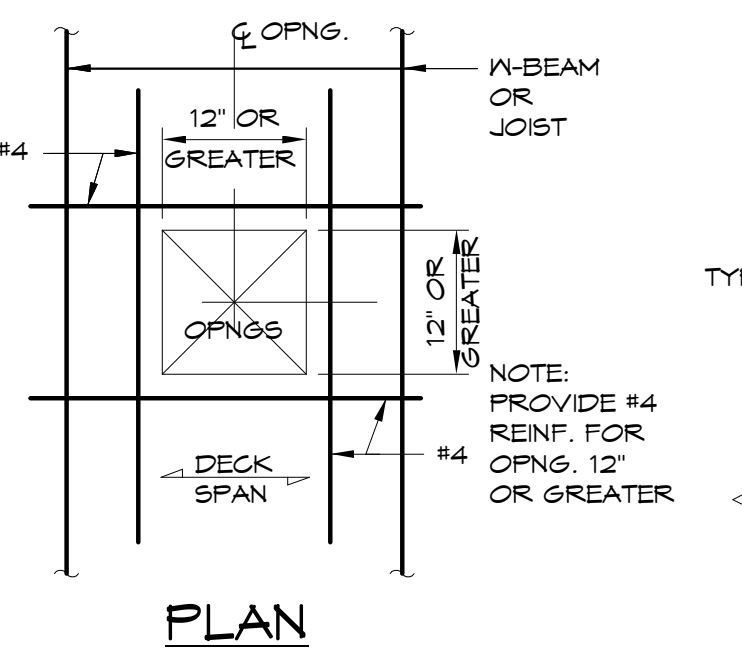 ℄ OPNG.
W-BEAM
OR
JOIST
12" OR
GREATER
#4
12" OR
GREATER
OPNGS
NOTE:
PROVIDE #4
REINF. FOR
OPNG. 12"
OR GREATER
#4
DECK
SPAN
PLAN